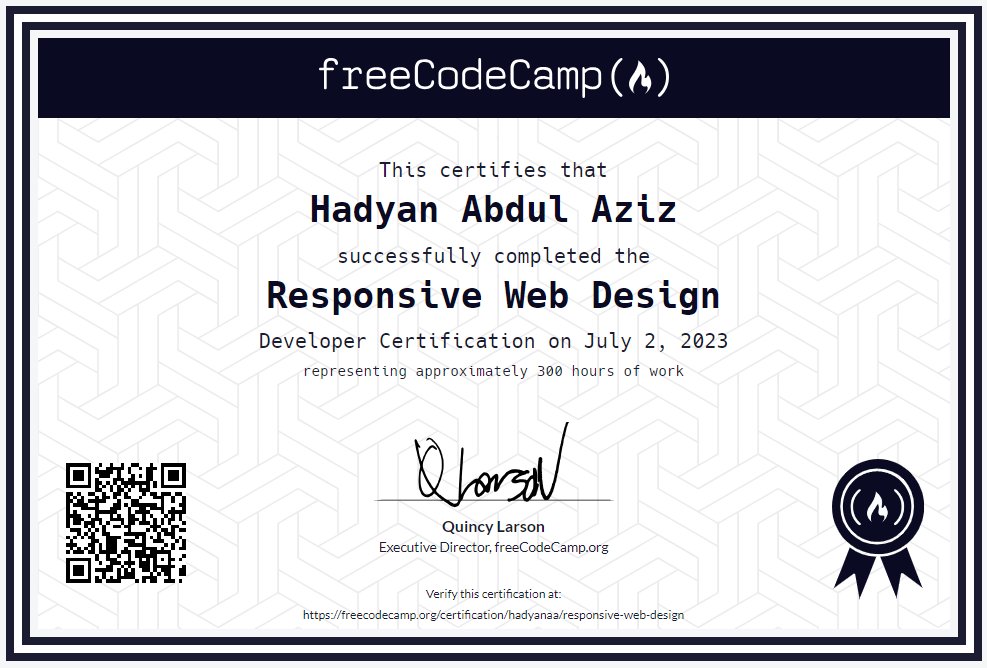 freeCodeCamp
This certifies that
Hadyan Abdul Aziz
successfully completed the
Responsive Web Design
Developer Certification on July 2, 2023
representing approximately 300 hours of work
QLarson
Quincy Larson
Executive Director, freeCodeCamp.org
Verify this certification at:
https://freecodecamp.org/certification/hadyanaa/responsive-web-design